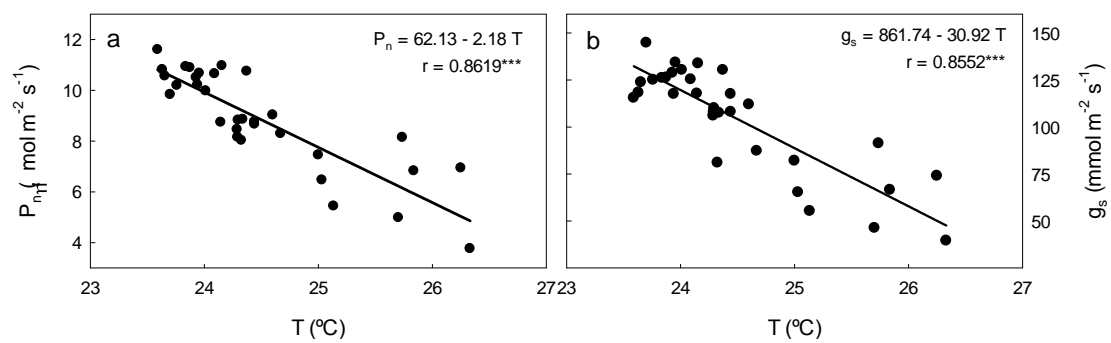 a
Pₙ = 62.13 - 2.18 T
r = 0.8619***
12
10
8
6
4
mol m⁻² s⁻¹)
23 24 25 26 27
T (ºC)
b
gₛ = 861.74 - 30.92 T
r = 0.8552***
150
125
100
75
50
gₛ (mmol m⁻² s⁻¹)
23 24 25 26 27
T (ºC)